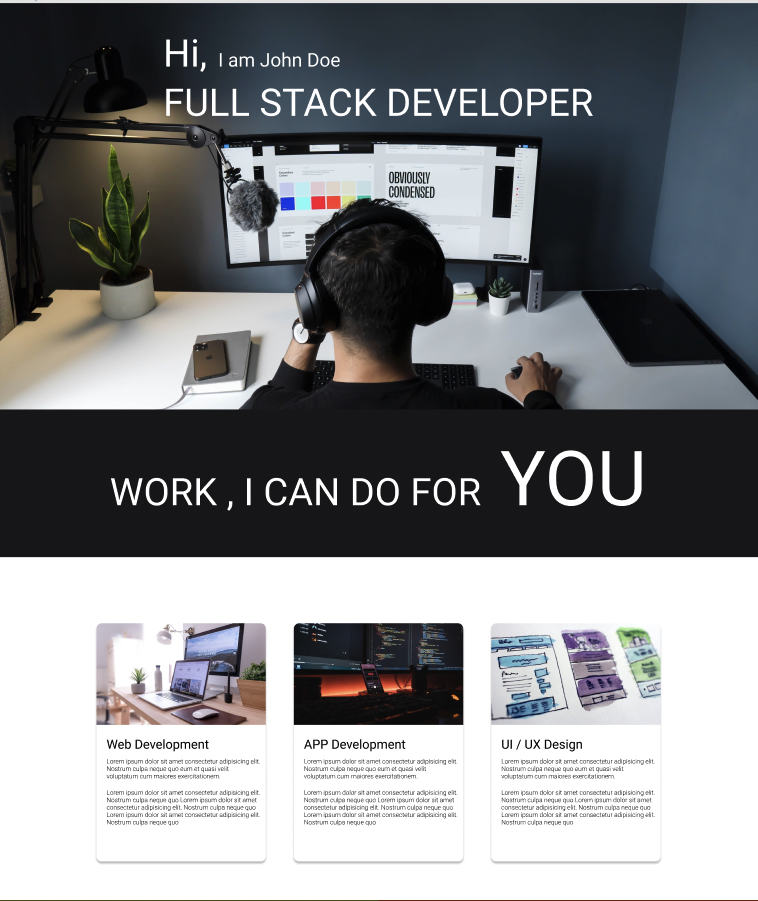 Hi, I am John Doe
FULL STACK DEVELOPER
OBVIOUSLY
CONDENSED
WORK , I CAN DO FOR YOU
Web Development
Lorem ipsum dolor sit amet consectetur adipisicing elit.
Nostrum culpa neque quo eum et quasi velit
voluptatum cum maiores exercitationem.
Lorem ipsum dolor sit amet consectetur adipisicing elit.
Nostrum culpa neque quo Lorem ipsum dolor sit amet
consectetur adipisicing elit. Nostrum culpa neque quo
Lorem ipsum dolor sit amet consectetur adipisicing elit.
Nostrum culpa neque quo
APP Development
Lorem ipsum dolor sit amet consectetur adipisicing elit.
Nostrum culpa neque quo eum et quasi velit
voluptatum cum maiores exercitationem.
Lorem ipsum dolor sit amet consectetur adipisicing elit.
Nostrum culpa neque quo Lorem ipsum dolor sit amet
consectetur adipisicing elit. Nostrum culpa neque quo
Lorem ipsum dolor sit amet consectetur adipisicing elit.
Nostrum culpa neque quo
UI / UX Design
Lorem ipsum dolor sit amet consectetur adipisicing elit.
Nostrum culpa neque quo eum et quasi velit
voluptatum cum maiores exercitationem.
Lorem ipsum dolor sit amet consectetur adipisicing elit.
Nostrum culpa neque quo Lorem ipsum dolor sit amet
consectetur adipisicing elit. Nostrum culpa neque quo
Lorem ipsum dolor sit amet consectetur adipisicing elit.
Nostrum culpa neque quo